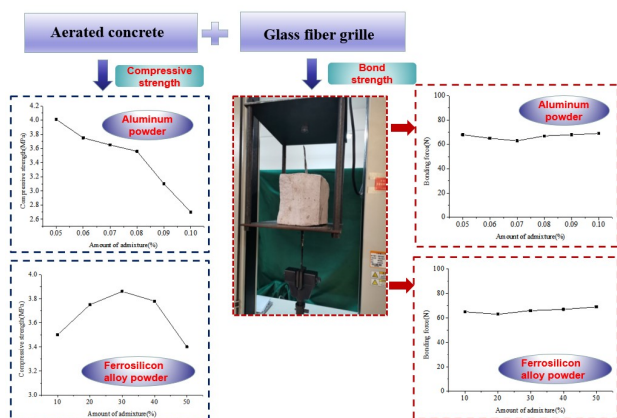 Aerated concrete
Glass fiber grille
Compressive
strength
Bond
strength
Aluminum
powder
Compressive strength(MPa)
4.2
4.0
3.8
3.6
3.4
3.2
3.0
2.8
2.6
0.05 0.06 0.07 0.08 0.09 0.10
Amount of admixture(%)
Aluminum
powder
Bonding force(N)
100
80
60
40
20
0
0.05 0.06 0.07 0.08 0.09 0.10
Amount of admixture(%)
Compressive strength(MPa)
4.0
3.8
3.6
3.4
3.2
3.0
Ferrosilicon
alloy powder
10 20 30 40 50
Amount of admixture(%)
Bonding force(N)
100
80
60
40
20
0
Ferrosilicon
alloy powder
10 20 30 40 50
Amount of admixture(%)